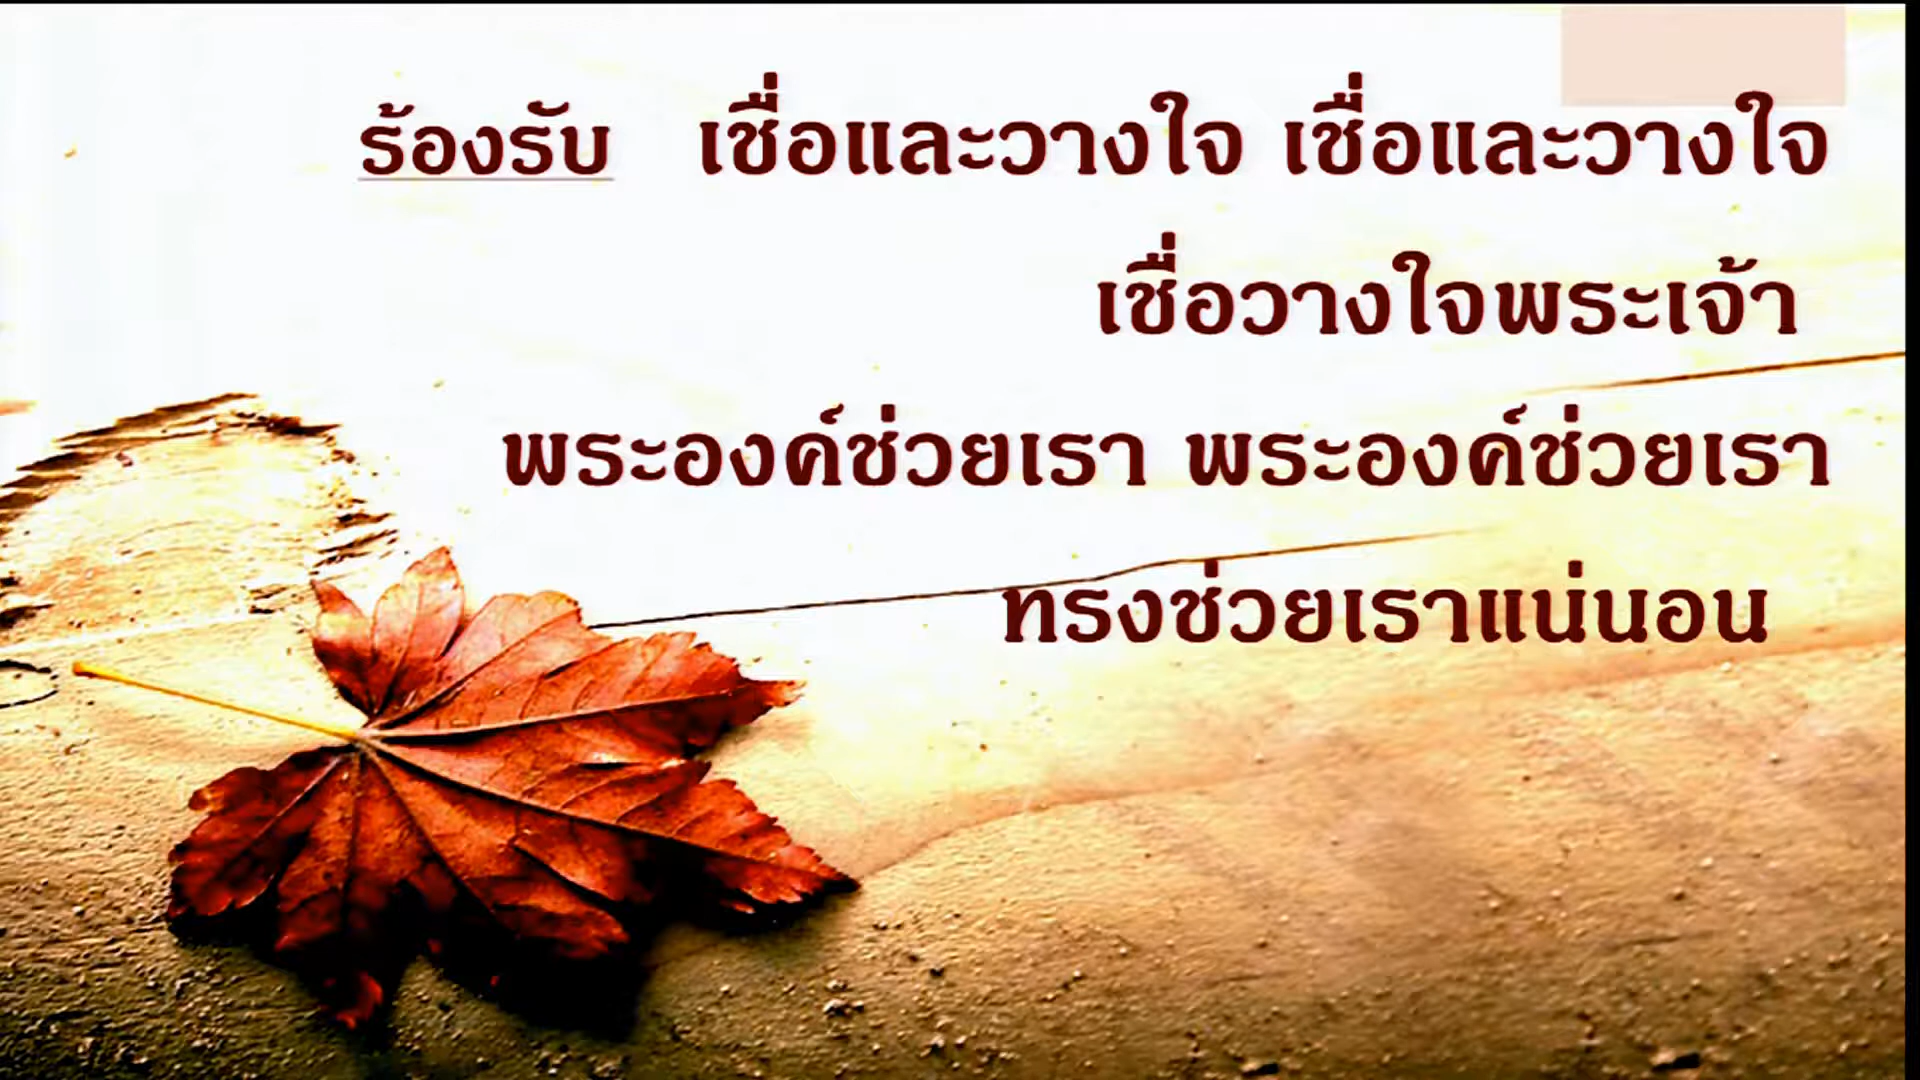 ร้องรับ เชื่อและวางใจ เชื่อและวางใจ
เชื่อวางใจพระเจ้า
พระองค์ช่วยเรา พระองค์ช่วยเรา
ทรงช่วยเราแน่นอน